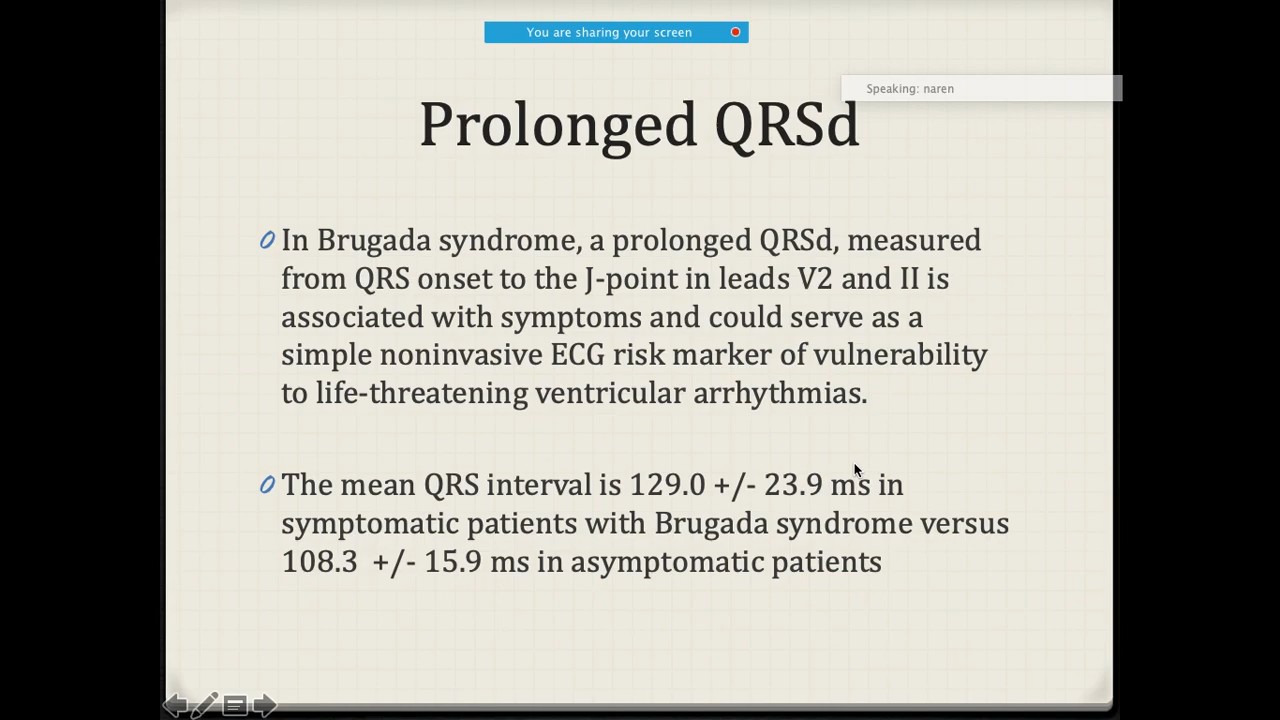 You are sharing your screen
Speaking: naren
Prolonged QRSd
In Brugada syndrome, a prolonged QRSd, measured
from QRS onset to the J-point in leads V2 and II is
associated with symptoms and could serve as a
simple noninvasive ECG risk marker of vulnerability
to life-threatening ventricular arrhythmias.
The mean QRS interval is 129.0 +/- 23.9 ms in
symptomatic patients with Brugada syndrome versus
108.3  +/- 15.9 ms in asymptomatic patients